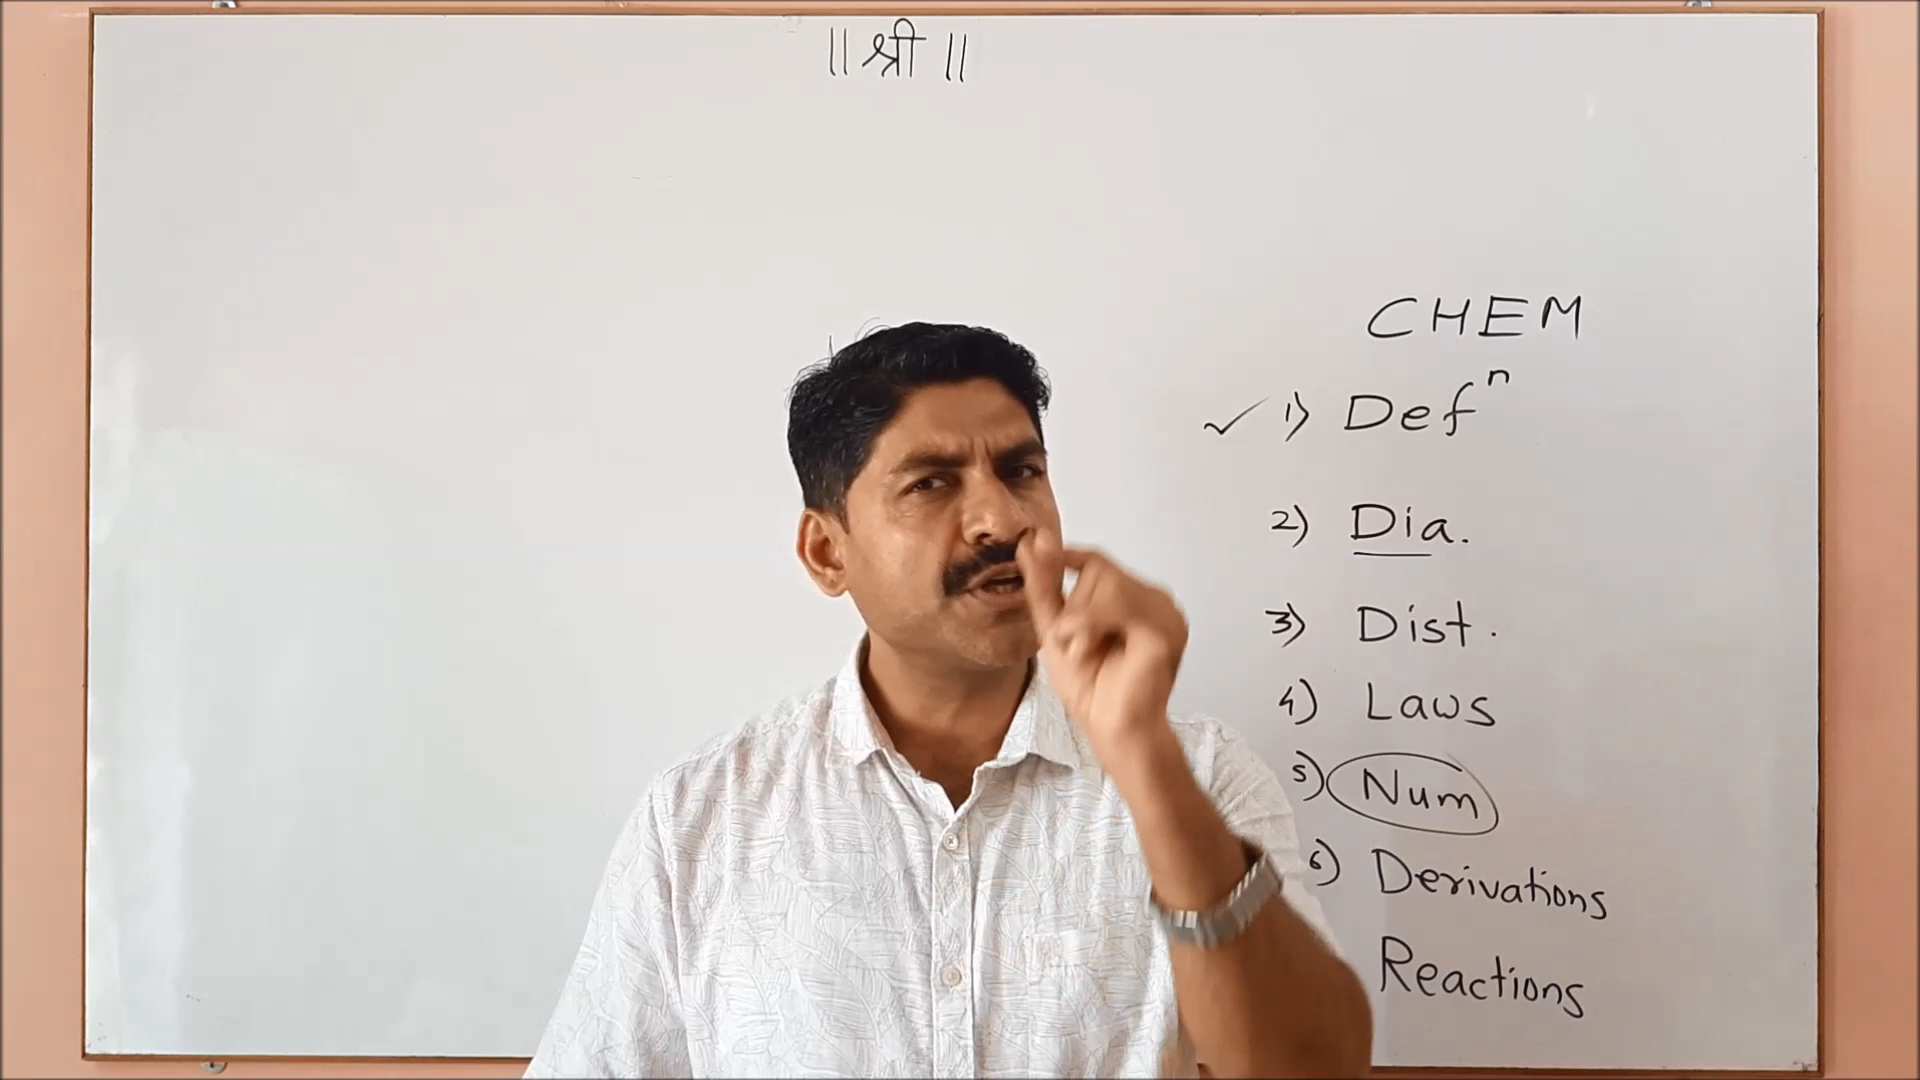 || श्री ||
CHEM
✓ 1) Defⁿ
2) Dia.
3) Dist.
4) Laws
5) Num
6) Derivations
Reactions